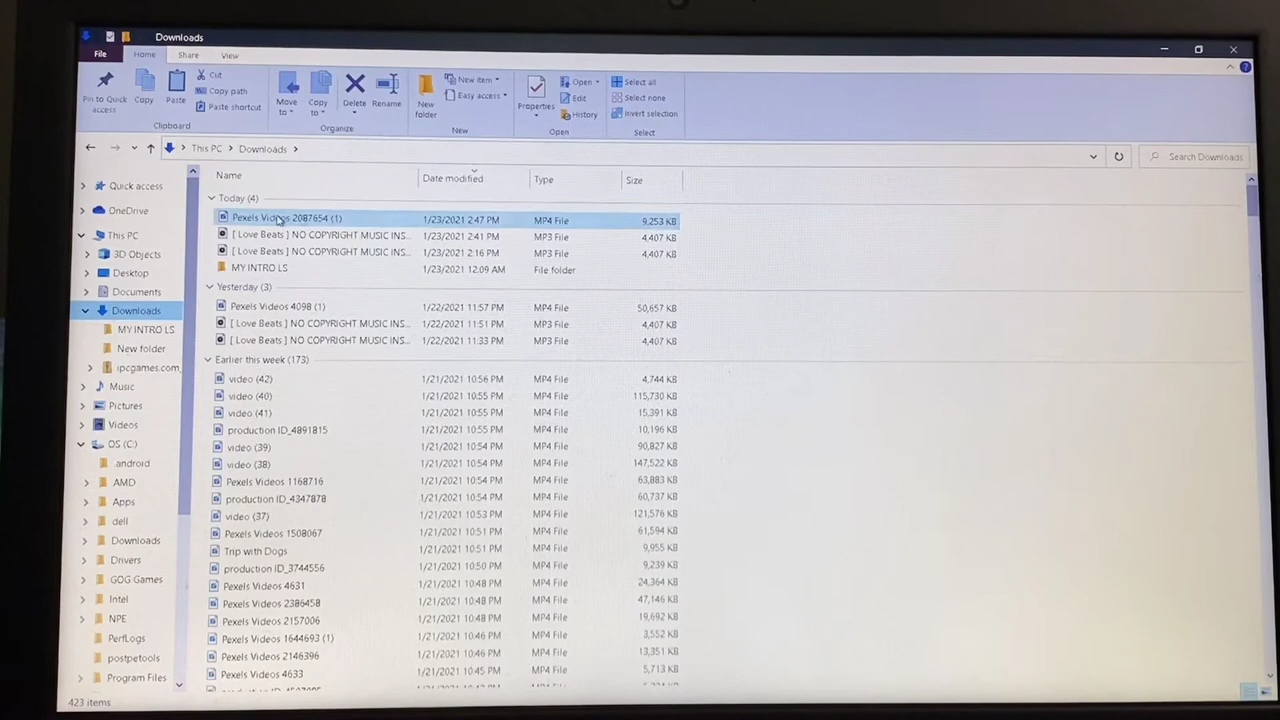 Downloads
File Home Share View
Pin to Quick access
Copy
Paste
Cut
Copy path
Paste shortcut
Clipboard
Move to
Copy to
Delete
Rename
Organize
New folder
New item
Easy access
New
Properties
Open
Edit
History
Open
Select all
Select none
Invert selection
Select
This PC Downloads
Search Downloads
Quick access
OneDrive
This PC
3D Objects
Desktop
Documents
Downloads
MY INTRO LS
New folder
ipcgames.com
Music
Pictures
Videos
OS (C:)
.android
AMD
Apps
dell
Downloads
Drivers
GOG Games
Intel
NPE
PerfLogs
postpetools
Program Files
Name Date modified Type Size
Today (4)
Pexels Videos 2087654 (1) 1/23/2021 2:47 PM MP4 File 9,253 KB
[ Love Beats ] NO COPYRIGHT MUSIC INS... 1/23/2021 2:41 PM MP3 File 4,407 KB
[ Love Beats ] NO COPYRIGHT MUSIC INS... 1/23/2021 2:16 PM MP3 File 4,407 KB
MY INTRO LS 1/23/2021 12:09 AM File folder
Yesterday (3)
Pexels Videos 4098 (1) 1/22/2021 11:57 PM MP4 File 50,657 KB
[ Love Beats ] NO COPYRIGHT MUSIC INS... 1/22/2021 11:51 PM MP3 File 4,407 KB
[ Love Beats ] NO COPYRIGHT MUSIC INS... 1/22/2021 11:33 PM MP3 File 4,407 KB
Earlier this week (173)
video (42) 1/21/2021 10:56 PM MP4 File 4,744 KB
video (40) 1/21/2021 10:55 PM MP4 File 115,730 KB
video (41) 1/21/2021 10:55 PM MP4 File 15,391 KB
production ID_4891815 1/21/2021 10:55 PM MP4 File 10,196 KB
video (39) 1/21/2021 10:54 PM MP4 File 90,827 KB
video (38) 1/21/2021 10:54 PM MP4 File 147,522 KB
Pexels Videos 1168716 1/21/2021 10:54 PM MP4 File 63,883 KB
production ID_4347878 1/21/2021 10:54 PM MP4 File 60,737 KB
video (37) 1/21/2021 10:53 PM MP4 File 121,576 KB
Pexels Videos 1508067 1/21/2021 10:51 PM MP4 File 61,594 KB
Trip with Dogs 1/21/2021 10:51 PM MP4 File 9,955 KB
production ID_3744556 1/21/2021 10:50 PM MP4 File 9,239 KB
Pexels Videos 4631 1/21/2021 10:48 PM MP4 File 24,364 KB
Pexels Videos 2386458 1/21/2021 10:48 PM MP4 File 47,146 KB
Pexels Videos 2157006 1/21/2021 10:48 PM MP4 File 19,692 KB
Pexels Videos 1644693 (1) 1/21/2021 10:46 PM MP4 File 3,552 KB
Pexels Videos 2146396 1/21/2021 10:46 PM MP4 File 13,351 KB
Pexels Videos 4633 1/21/2021 10:45 PM MP4 File 5,713 KB
423 items